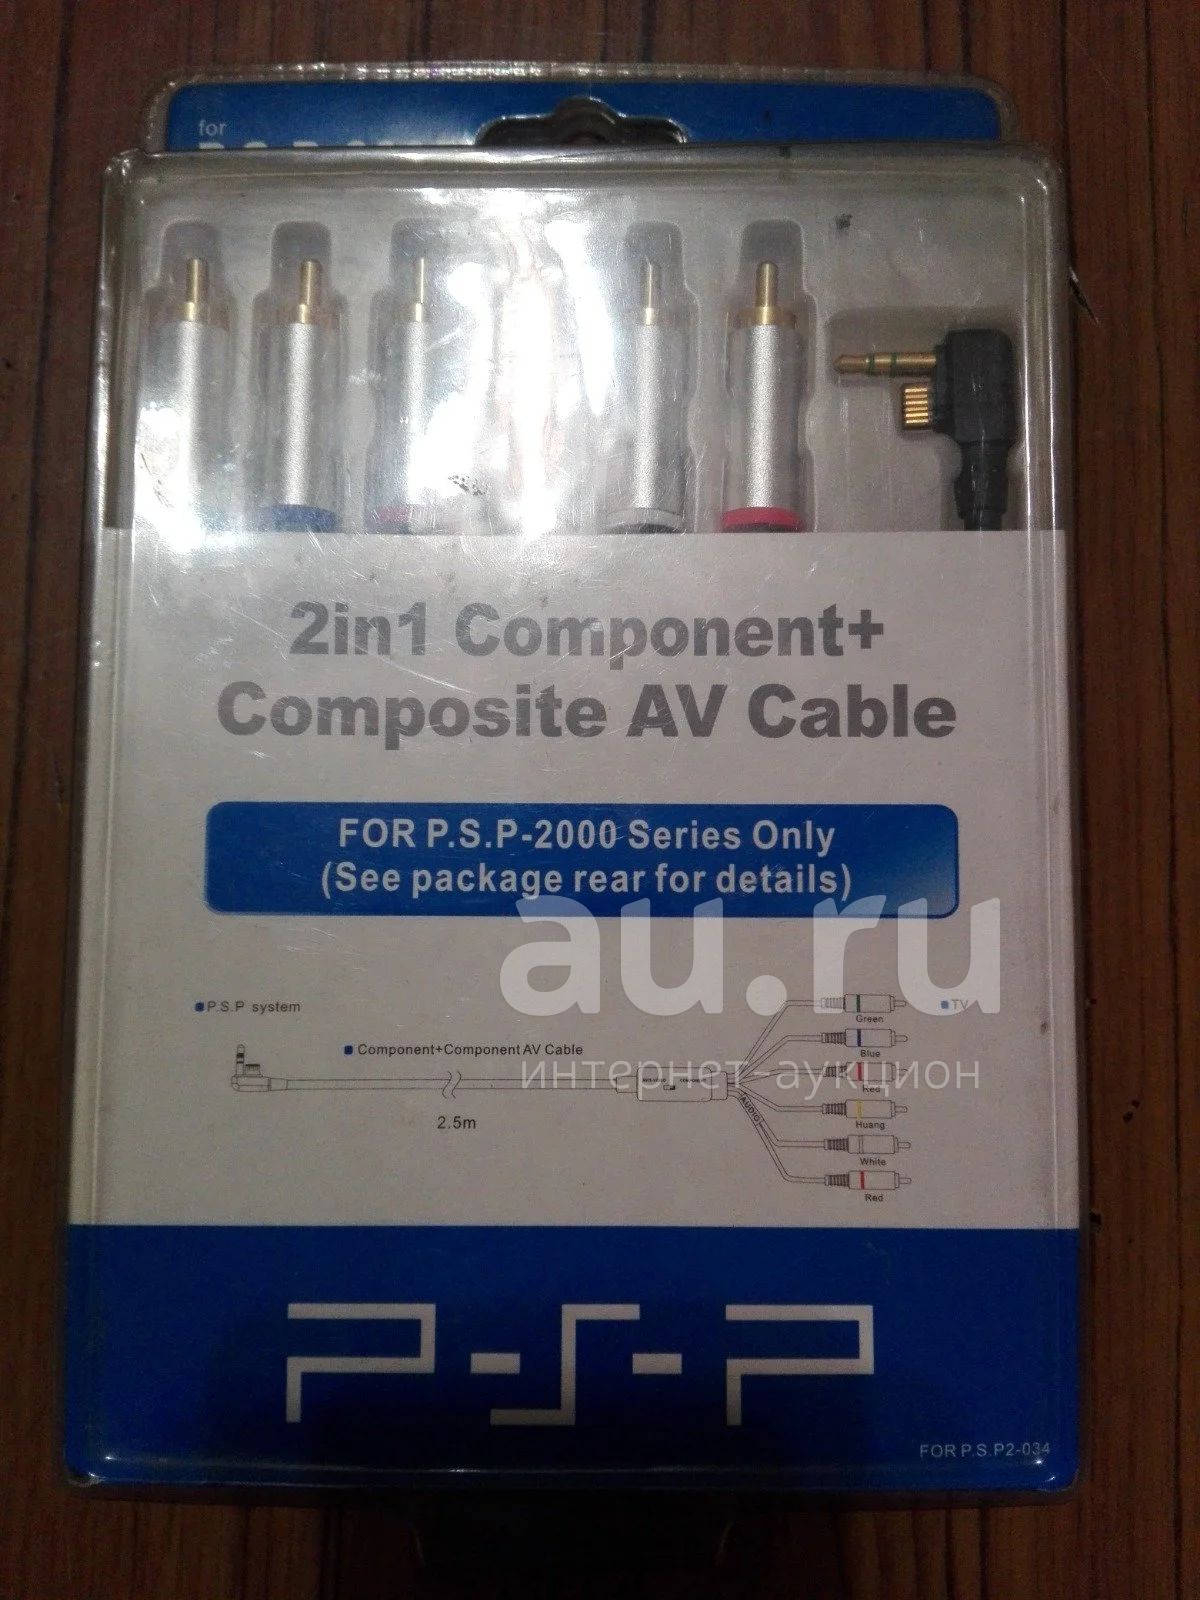 for
2in1 Component+
Composite AV Cable
FOR P.S.P-2000 Series Only
(See package rear for details)
au.ru
интернет-аукцион
P.S.P system
TV
Component+Component AV Cable
2.5m
AUDIO
Green
Blue
Red
Huang
White
Red
P-S-P
FOR P.S.P2-034